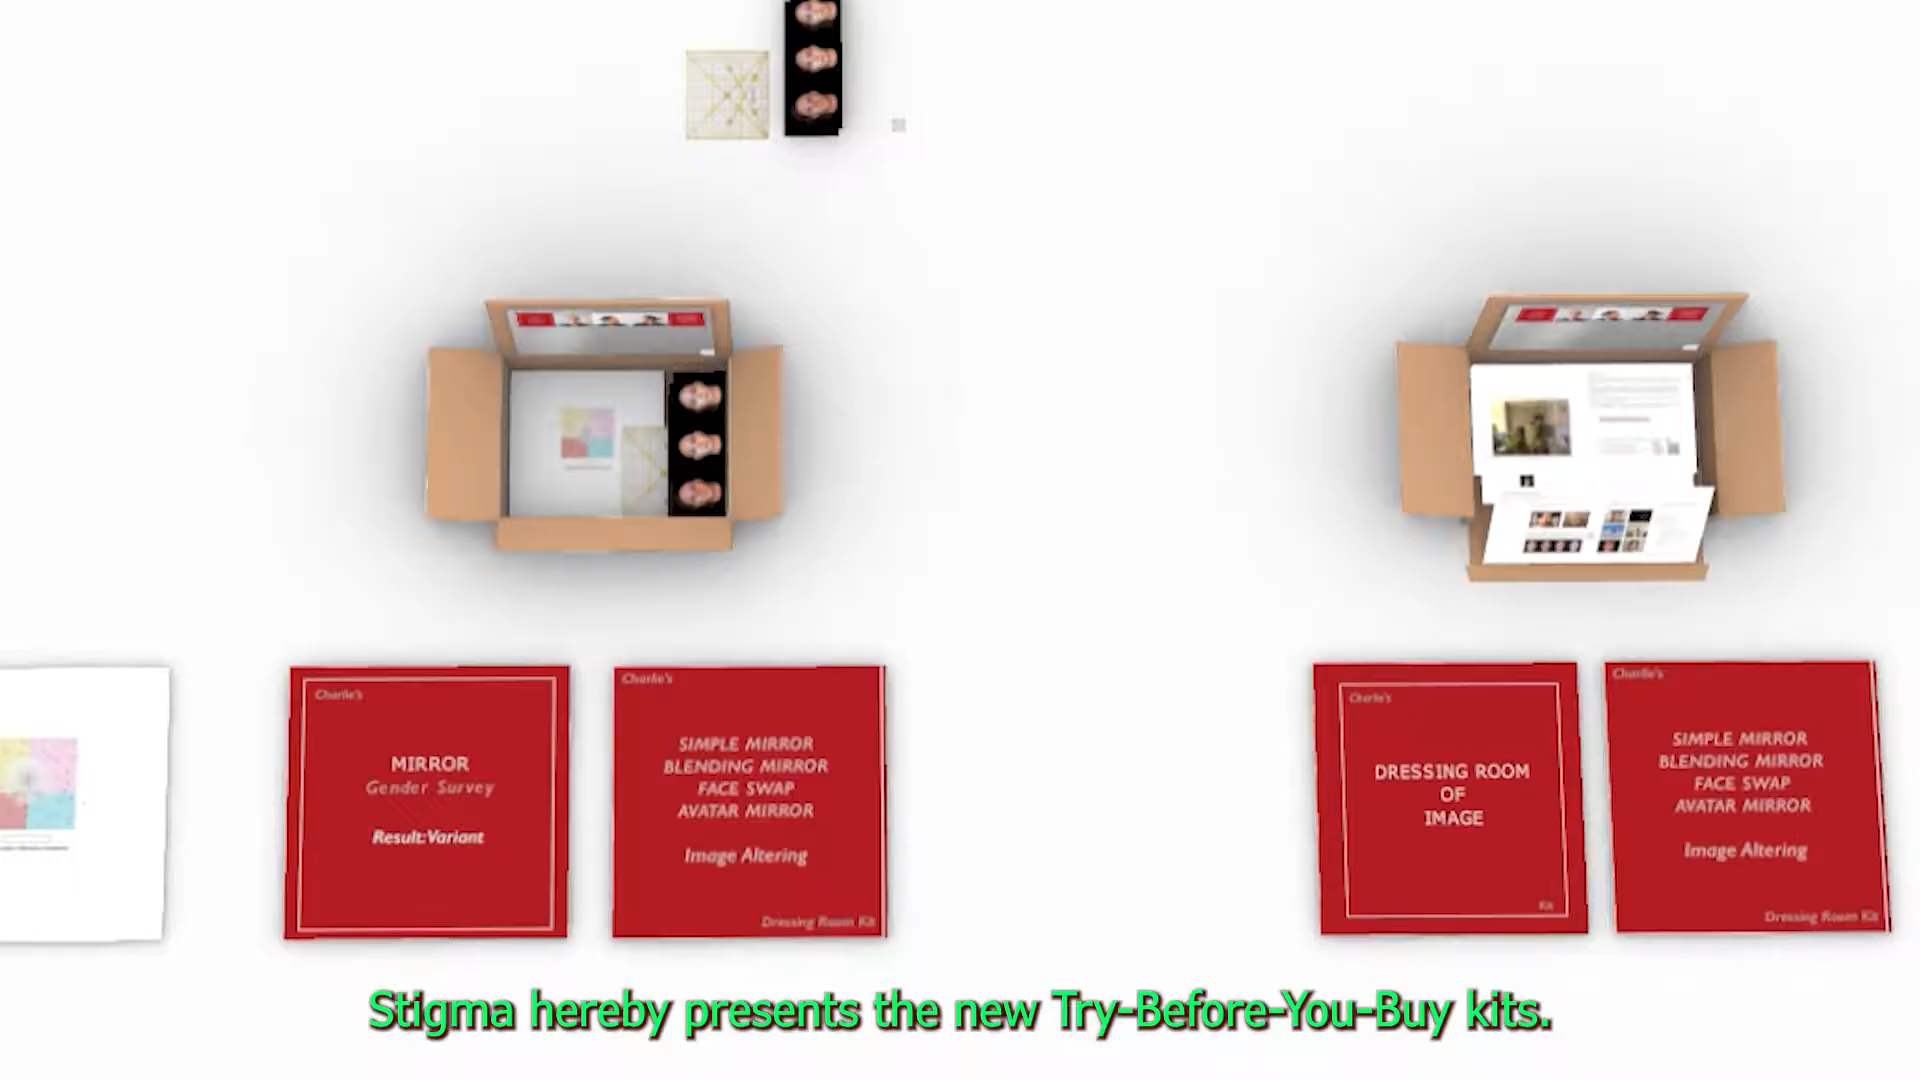 Charlie's
MIRROR
Gender Survey
Result:Variant
Charlie's
SIMPLE MIRROR
BLENDING MIRROR
FACE SWAP
AVATAR MIRROR
Image Altering
Dressing Room Kit
Charlie's
DRESSING ROOM
OF
IMAGE
Kit
Charlie's
SIMPLE MIRROR
BLENDING MIRROR
FACE SWAP
AVATAR MIRROR
Image Altering
Dressing Room Kit
Stigma hereby presents the new Try-Before-You-Buy kits.